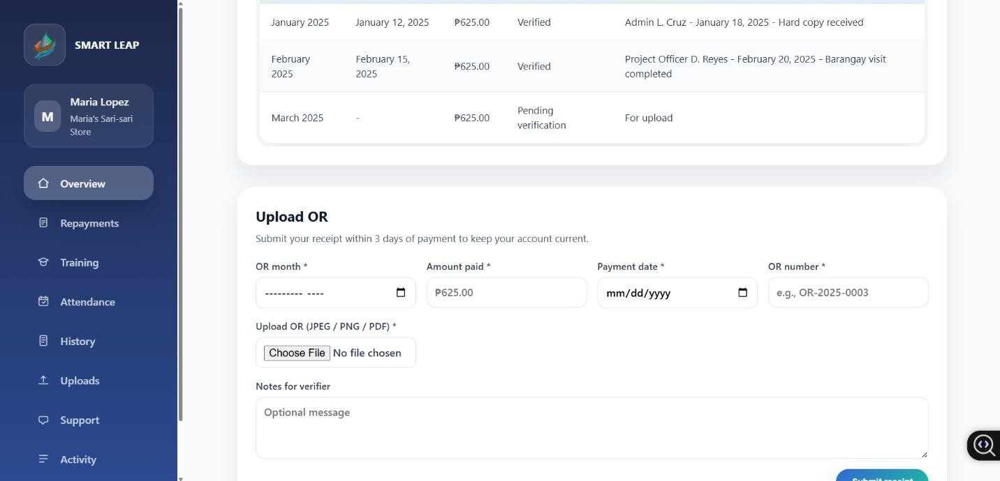 SMART LEAP
M
Maria Lopez
Maria's Sari-sari
Store
Overview
Repayments
Training
Attendance
History
Uploads
Support
Activity
January 2025 January 12, 2025 ₱625.00 Verified Admin L. Cruz - January 18, 2025 - Hard copy received
February February 15, ₱625.00 Verified Project Officer D. Reyes - February 20, 2025 - Barangay visit
2025 2025 completed
March 2025 - ₱625.00 Pending For upload
verification
Upload OR
Submit your receipt within 3 days of payment to keep your account current.
OR month * Amount paid * Payment date * OR number *
--------- ---- ₱625.00 mm/dd/yyyy e.g., OR-2025-0003
Upload OR (JPEG / PNG / PDF) *
Choose File No file chosen
Notes for verifier
Optional message
Submit receipt